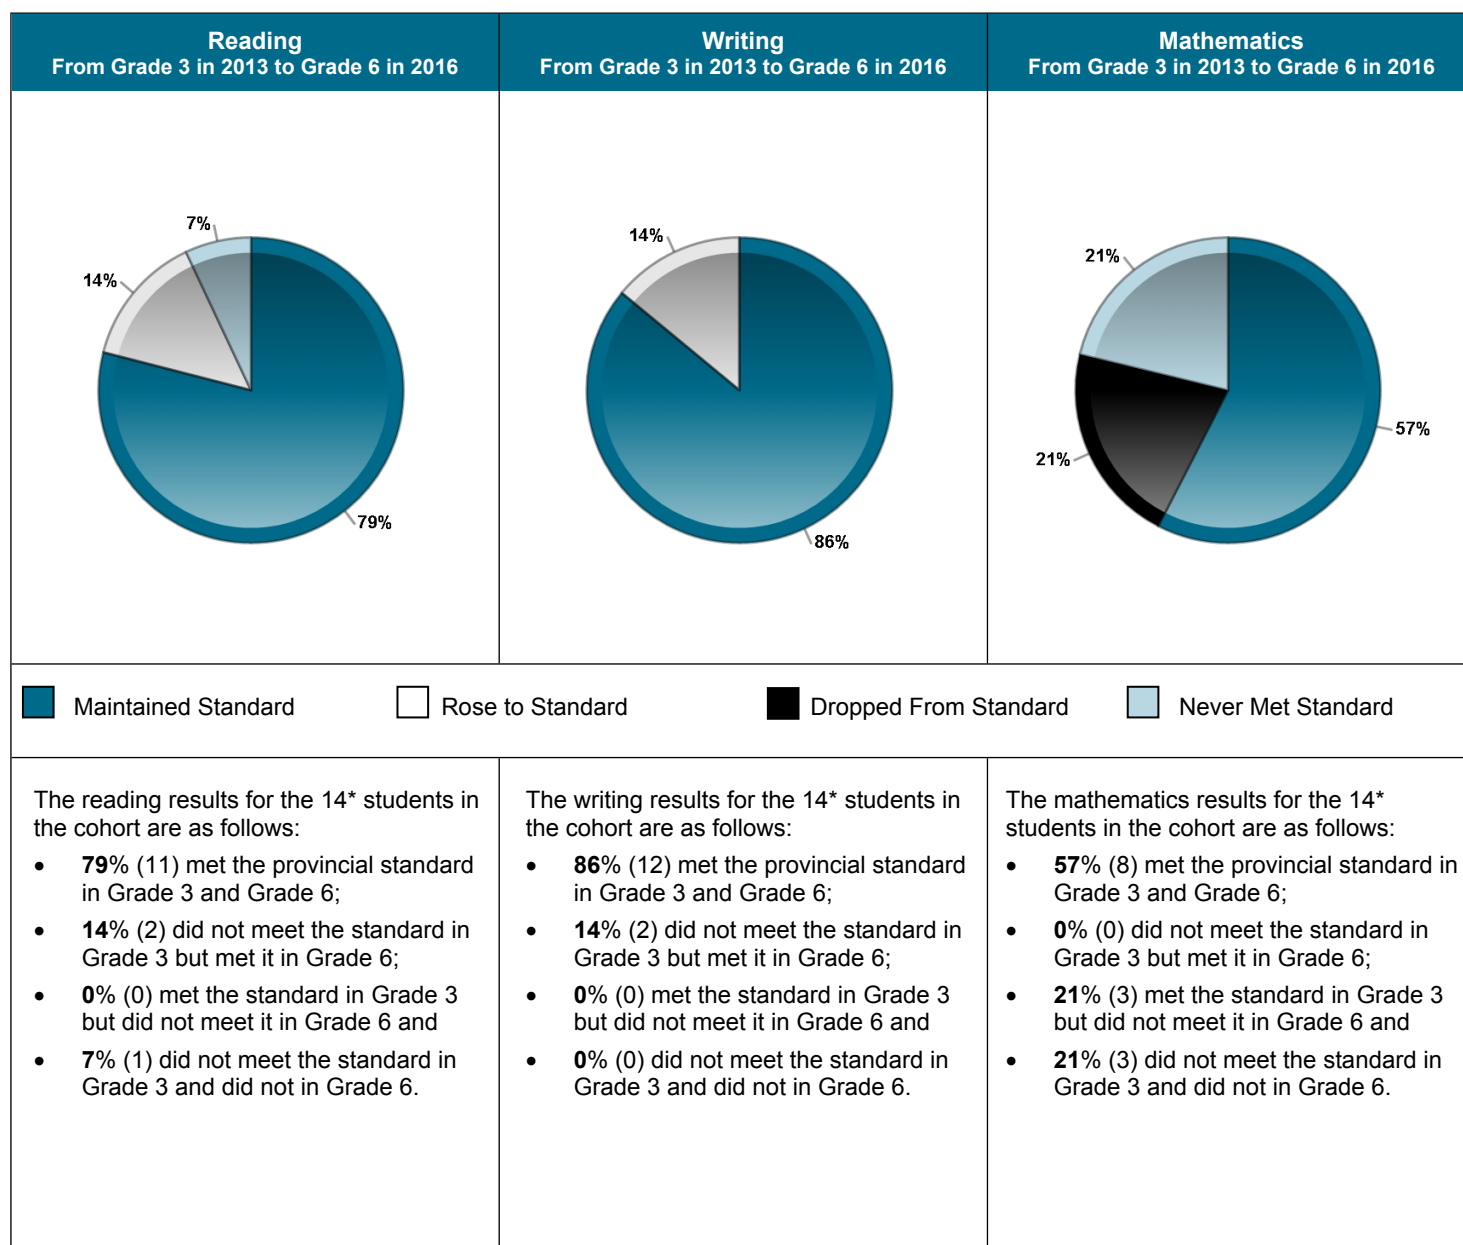 Reading
From Grade 3 in 2013 to Grade 6 in 2016
Writing
From Grade 3 in 2013 to Grade 6 in 2016
Mathematics
From Grade 3 in 2013 to Grade 6 in 2016
7%
14%
79%
14%
86%
21%
21%
57%
Maintained Standard
Rose to Standard
Dropped From Standard
Never Met Standard
The reading results for the 14* students in
the cohort are as follows:
• 79% (11) met the provincial standard
in Grade 3 and Grade 6;
• 14% (2) did not meet the standard in
Grade 3 but met it in Grade 6;
• 0% (0) met the standard in Grade 3
but did not meet it in Grade 6 and
• 7% (1) did not meet the standard in
Grade 3 and did not in Grade 6.
The writing results for the 14* students in
the cohort are as follows:
• 86% (12) met the provincial standard
in Grade 3 and Grade 6;
• 14% (2) did not meet the standard in
Grade 3 but met it in Grade 6;
• 0% (0) met the standard in Grade 3
but did not meet it in Grade 6 and
• 0% (0) did not meet the standard in
Grade 3 and did not in Grade 6.
The mathematics results for the 14*
students in the cohort are as follows:
• 57% (8) met the provincial standard in
Grade 3 and Grade 6;
• 0% (0) did not meet the standard in
Grade 3 but met it in Grade 6;
• 21% (3) met the standard in Grade 3
but did not meet it in Grade 6 and
• 21% (3) did not meet the standard in
Grade 3 and did not in Grade 6.